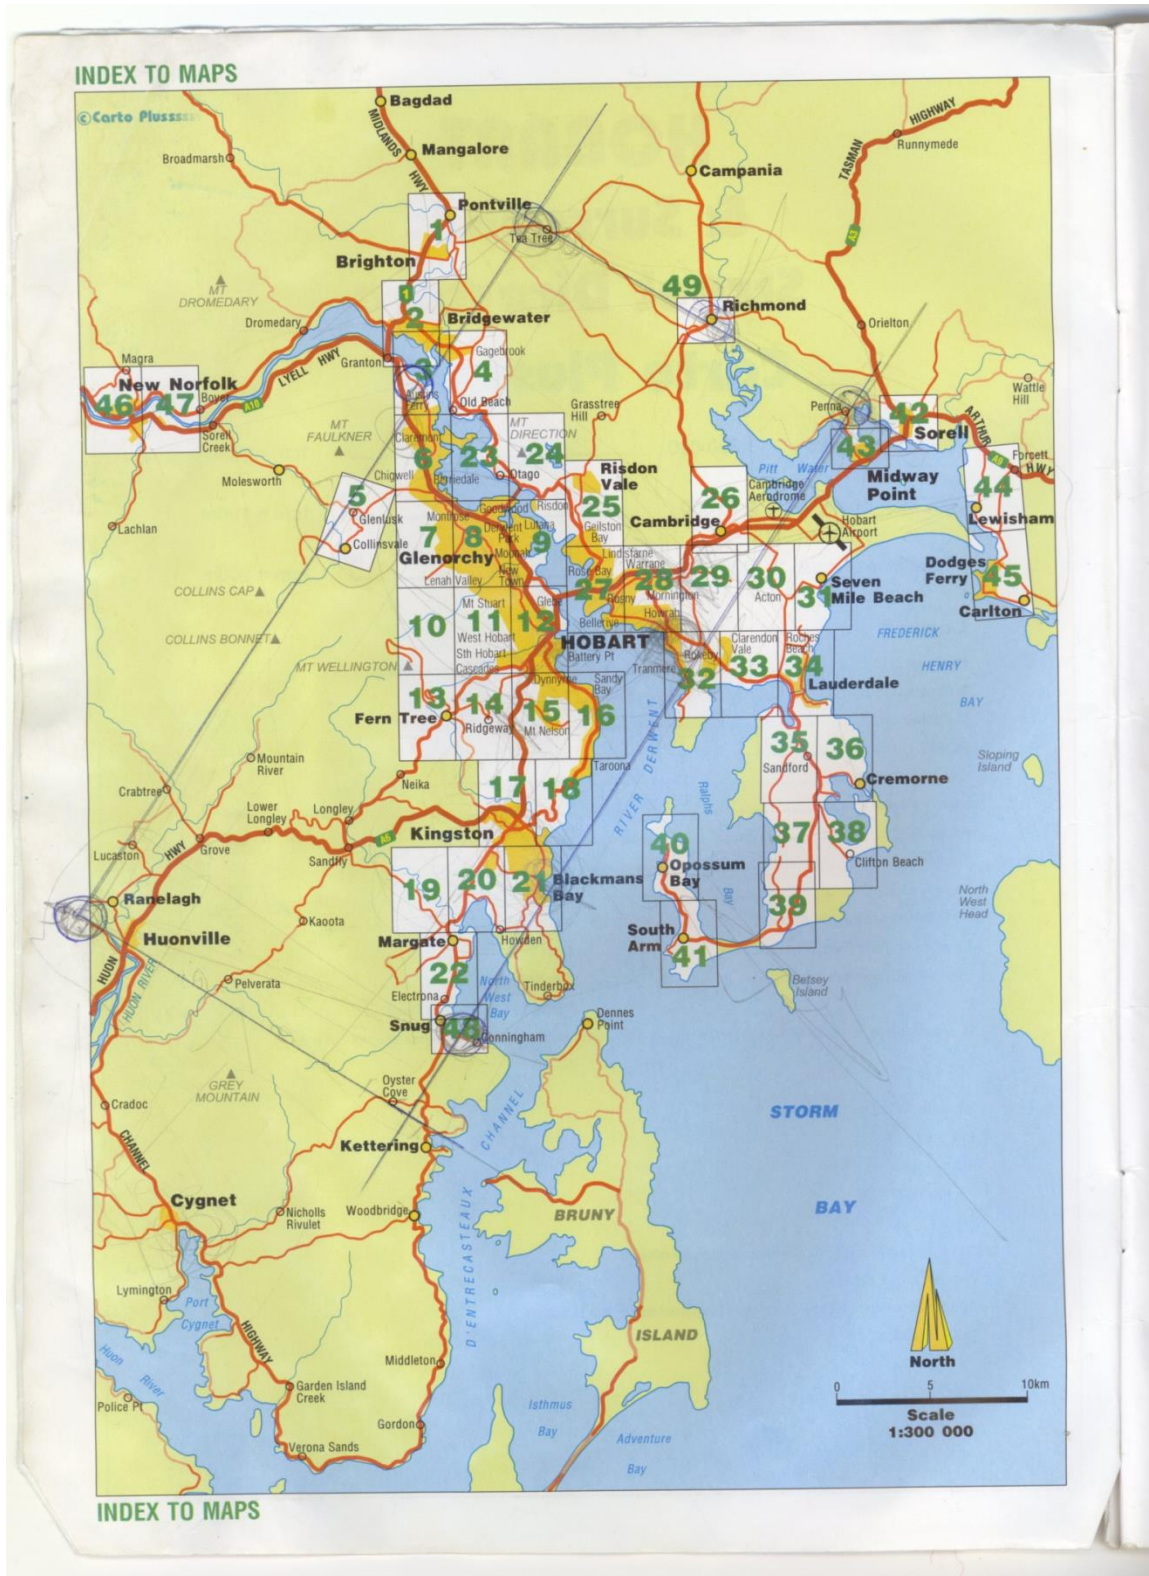 INDEX TO MAPS
©Carto Plus
Bagdad
MIDLANDS
HWY
Mangalore
Broadmarsh
Campania
TASMAN
HIGHWAY
Runnymede
A3
Pontville
1
Tea Tree
Brighton
MT
DROMEDARY
1
2
49
Richmond
Dromedary
Bridgewater
Orielton
LYELL HWY
Granton
3
Gagebrook
4
Magra
New Norfolk
46
47
Boyer
A10
Sorell
Creek
Austins
Ferry
Old Beach
Grasstree
Hill
Penna
42
Sorell
Wattle
Hill
MT
FAULKNER
Claremont
MT
DIRECTION
43
ARTHUR
A9
HWY
Forcett
Molesworth
Chigwell
6
23
24
Berriedale
Otago
Risdon
Vale
Pitt Water
Midway
Point
44
5
Glenlusk
25
26
Cambridge
Aerodrome
Lewisham
Lachlan
Collinsvale
Montrose
Goodwood
Risdon
Geilston
Bay
Cambridge
Hobart
Airport
7
8
Derwent
Park
Lutana
9
Glenorchy
Moonah
Lindisfarne
Warrane
Dodges
Ferry
45
Lenah Valley
New
Town
Rose Bay
27
28
29
30
31
Seven
Mile Beach
Carlton
COLLINS CAP
Mt Stuart
Glebe
Rosny
Mornington
Acton
10
11
12
Bellerive
Howrah
West Hobart
HOBART
FREDERICK
HENRY
BAY
COLLINS BONNET
Sth Hobart
Battery Pt
Clarendon
Vale
Roches
Beach
MT WELLINGTON
Cascades
Tranmere
Rokeby
32
33
34
Lauderdale
Dynnyrne
Sandy
Bay
13
14
15
16
Fern Tree
Ridgeway
Mt Nelson
35
36
Sandford
Mountain
River
Taroona
RIVER DERWENT
Sloping
Island
Crabtree
Neika
17
18
Ralphs
Bay
Cremorne
Lower
Longley
Longley
A6
Kingston
37
38
Lucaston
HWY
Grove
Sandfly
40
Clifton Beach
Opossum
Bay
19
20
21
Blackmans
Bay
North
West
Head
Ranelagh
39
Kaoota
Huonville
Margate
Howden
South
Arm
41
HUON
HUON RIVER
Pelverata
22
North
West
Bay
Tinderbox
Betsey
Island
Electrona
Snug
48
Conningham
Dennes
Point
GREY
MOUNTAIN
Oyster
Cove
Cradoc
STORM
BAY
CHANNEL
Kettering
D'ENTRECASTEAUX CHANNEL
Cygnet
Nicholls
Rivulet
Woodbridge
BRUNY
ISLAND
Lymington
Port
Cygnet
HIGHWAY
Huon
River
Middleton
North
Police Pt
Garden Island
Creek
Isthmus
Bay
0 5 10km
Scale
1:300 000
Gordon
Adventure
Bay
Verona Sands
INDEX TO MAPS